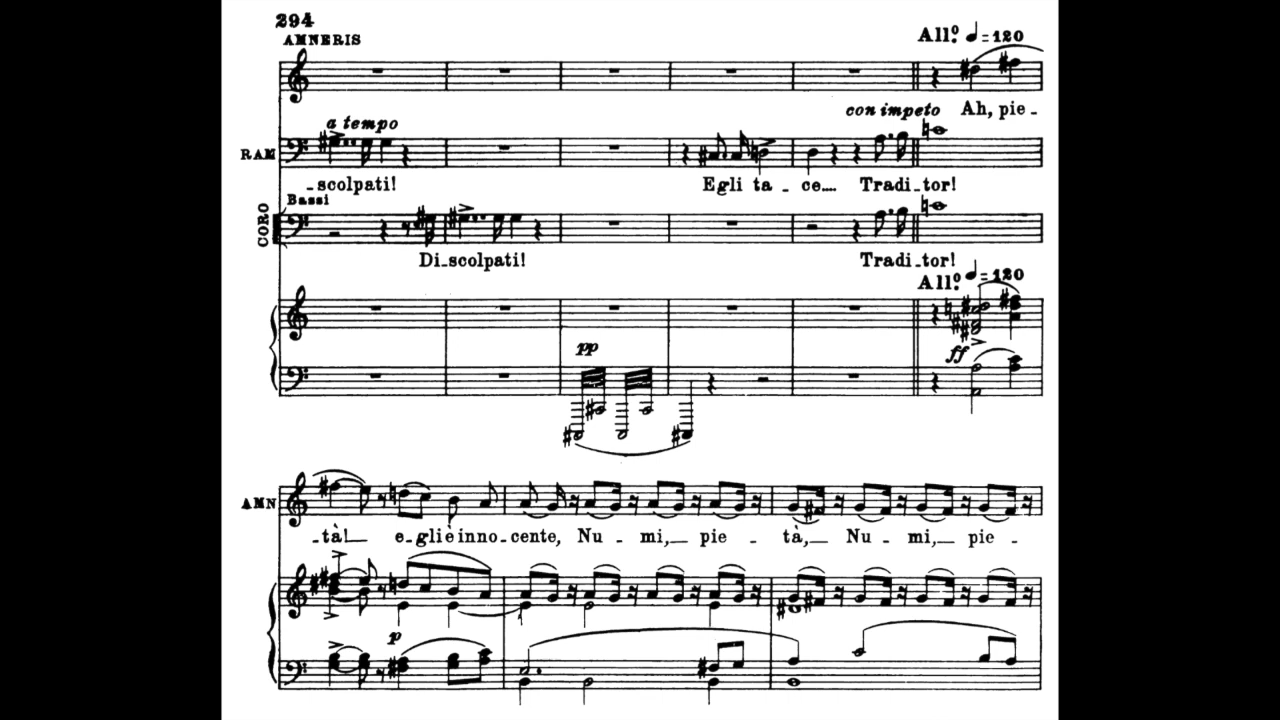 294
AMNERIS
All.º ♩=120
con impeto Ah, pie-
a tempo
RAM
-scolpati! Egli ta - ce.... Tradi-tor!
Bassi
CORO
Di-scolpati! Tradi-tor!
All.º ♩=120
pp
ff
AMN
-tà! e-gli è inno-cente, Nu - mi, pie - tà, Nu - mi, pie -
p